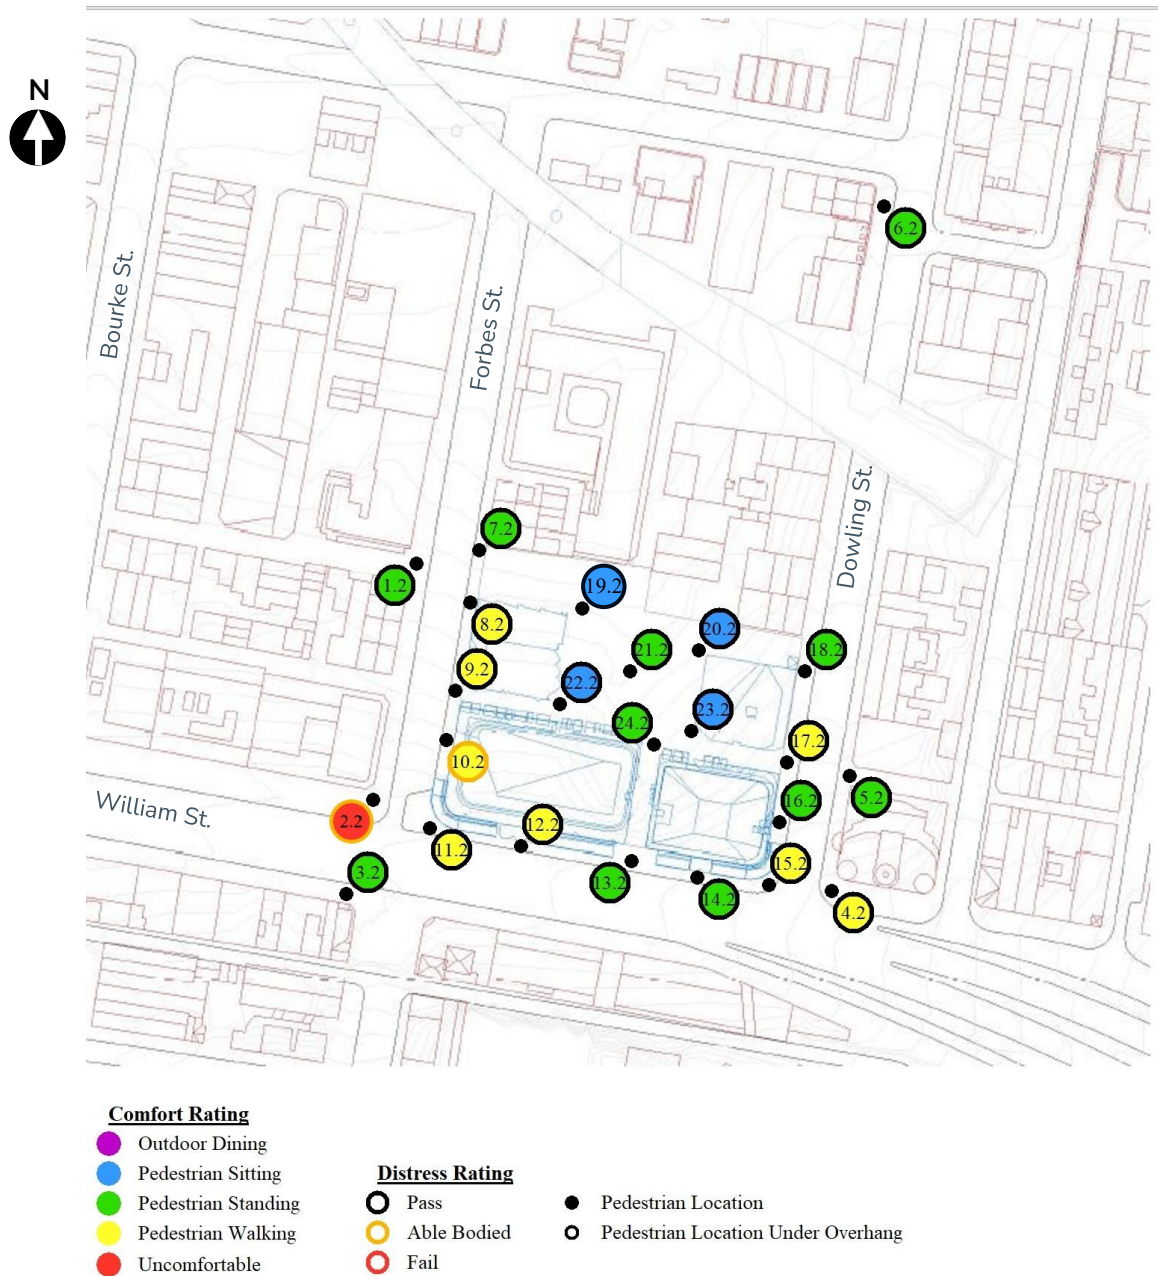 N
6.2
Bourke St.
Forbes St.
Dowling St.
7.2
1.2
19.2
8.2
20.2
21.2
18.2
9.2
22.2
23.2
24.2
17.2
10.2
16.2
5.2
William St.
2.2
12.2
11.2
15.2
3.2
13.2
14.2
4.2
Comfort Rating
Outdoor Dining
Pedestrian Sitting
Pedestrian Standing
Pedestrian Walking
Uncomfortable
Distress Rating
Pass
Able Bodied
Fail
Pedestrian Location
Pedestrian Location Under Overhang